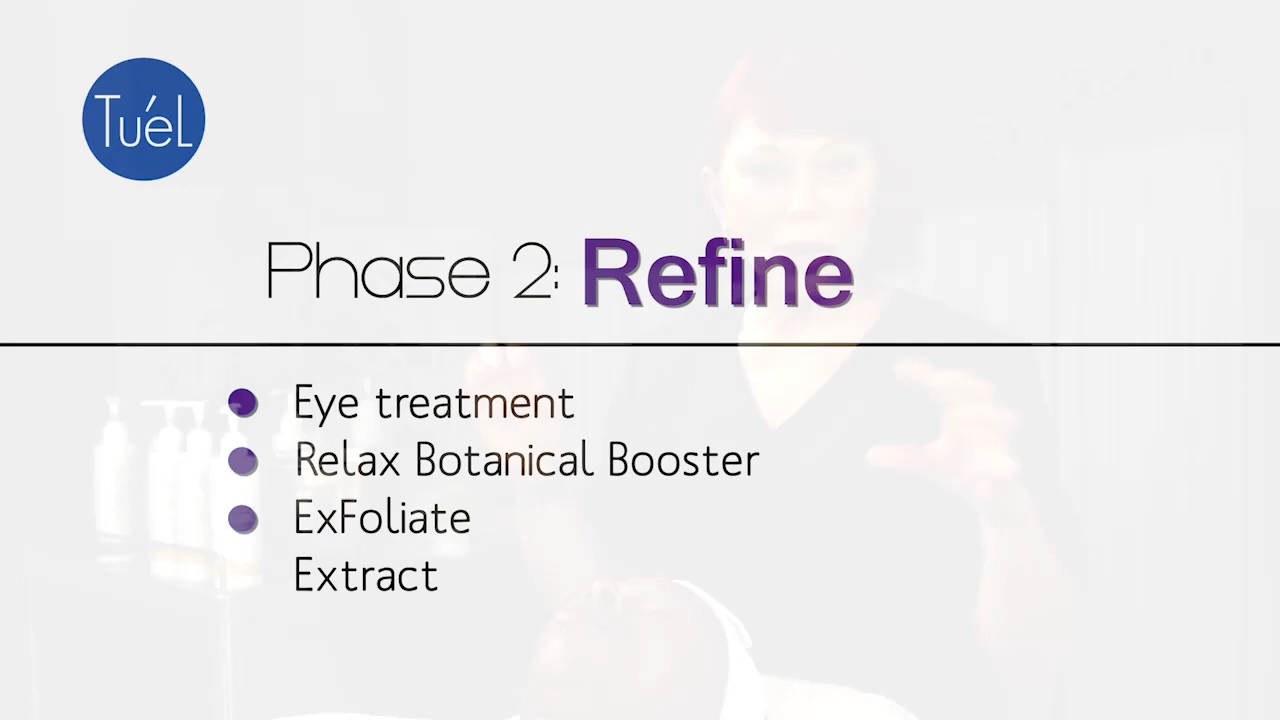 Tuél
Phase 2: Refine
Eye treatment
Relax Botanical Booster
ExFoliate
Extract